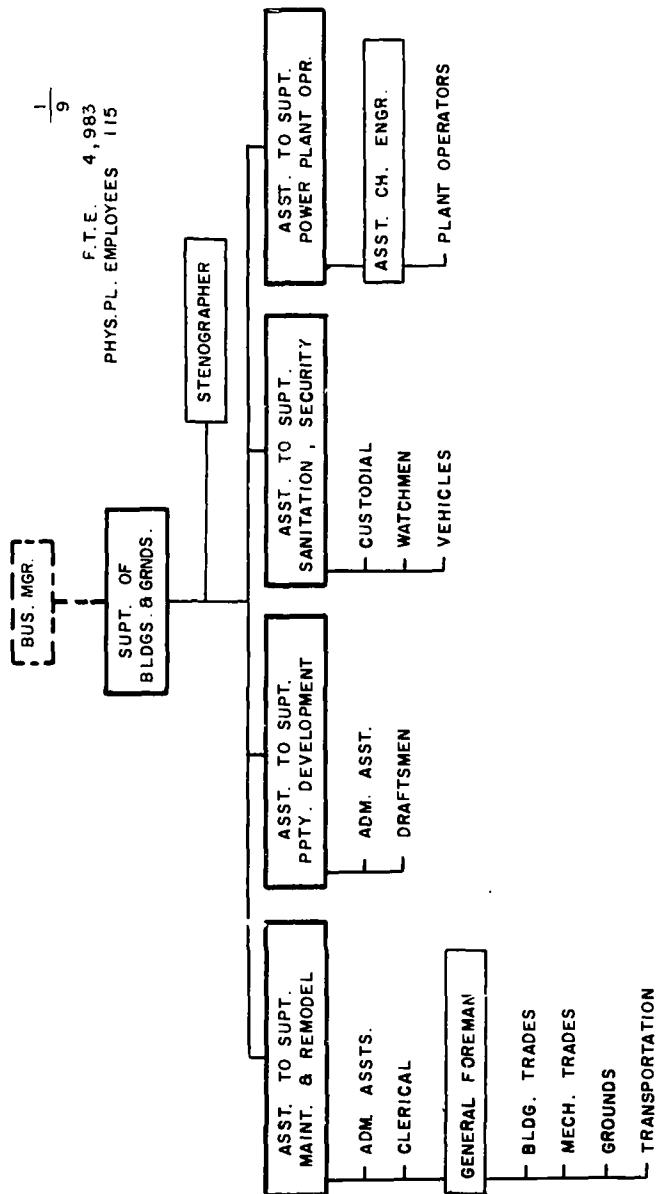 1
9
F.T.E. 4,983
PHYS. PL. EMPLOYEES 115
BUS. MGR.
SUPT. OF
BLDGS. & GRNDS.
STENOGRAPHER
ASST. TO SUPT.
MAINT. & REMODEL
ADM. ASSTS.
CLERICAL
GENERAL FOREMAN
BLDG. TRADES
MECH. TRADES
GROUNDS
TRANSPORTATION
ASST. TO SUPT.
PPTY. DEVELOPMENT
ADM. ASST.
DRAFTSMEN
ASST. TO SUPT.
SANITATION, SECURITY
CUSTODIAL
WATCHMEN
VEHICLES
ASST. TO SUPT.
POWER PLANT OPR.
ASST. CH. ENGR.
PLANT OPERATORS